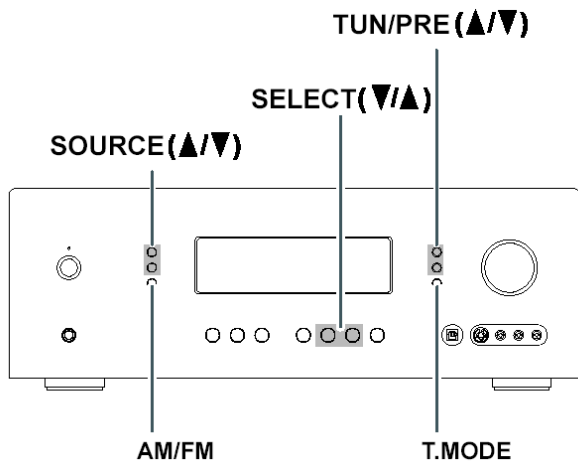 TUN/PRE (▲/▼)
SELECT(▼/▲)
SOURCE(▲/▼)
AM/FM
T.MODE